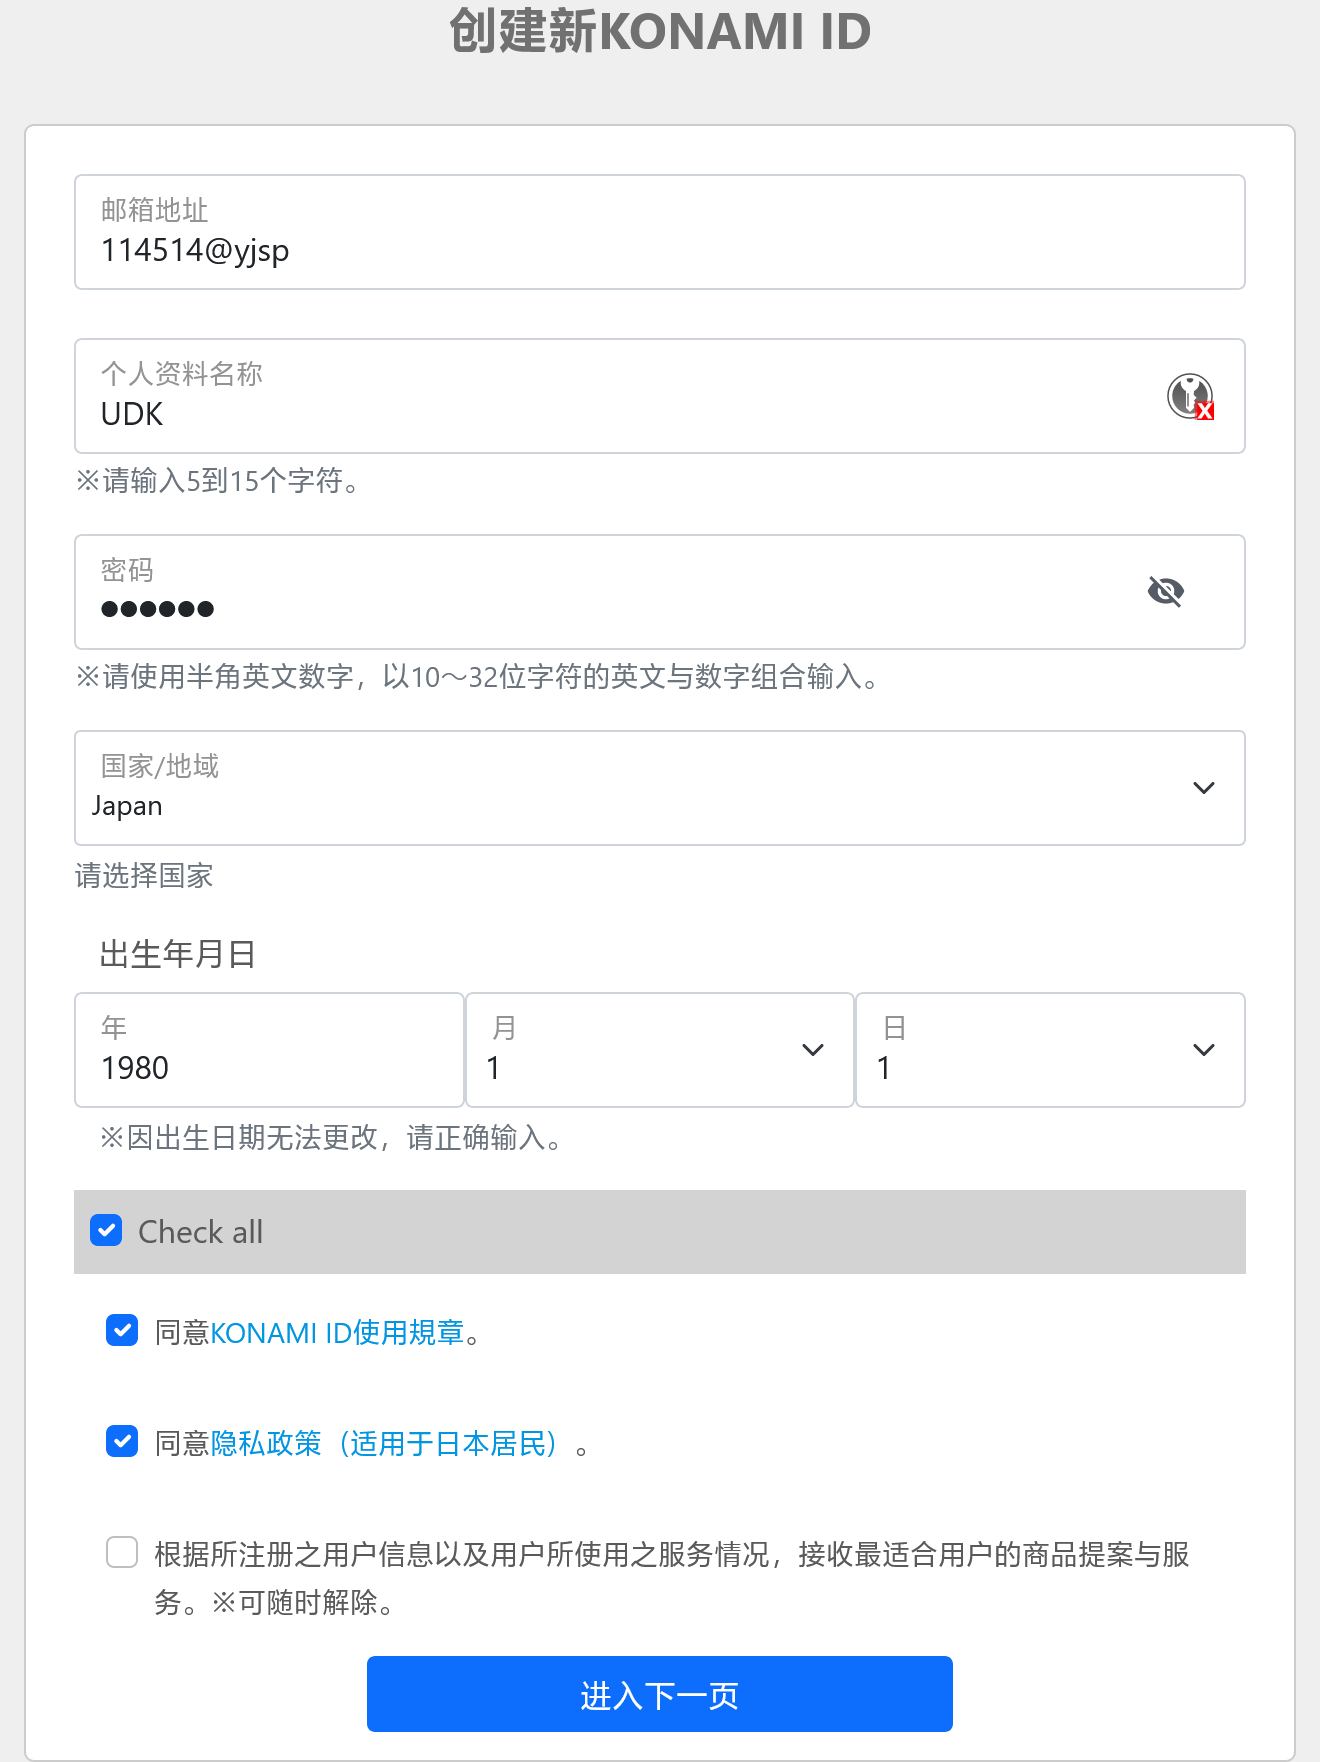 创建新KONAMI ID
邮箱地址
114514@yjsp
个人资料名称
UDK
※请输入5到15个字符。
密码
●●●●●●
※请使用半角英文数字，以10～32位字符的英文与数字组合输入。
国家/地域
Japan
请选择国家
出生年月日
年
1980
月
1
日
1
※因出生日期无法更改，请正确输入。
Check all
同意KONAMI ID使用規章。
同意隐私政策（适用于日本居民）。
根据所注册之用户信息以及用户所使用之服务情况，接收最适合用户的商品提案与服
务。※可随时解除。
进入下一页